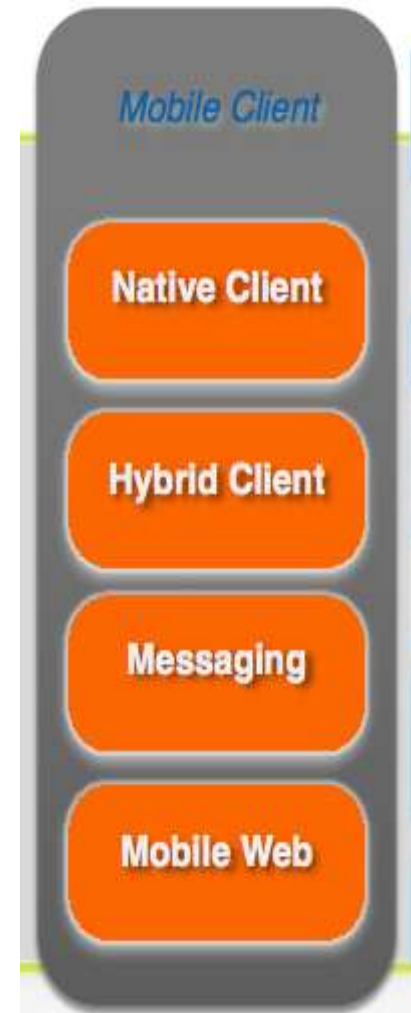 Mobile Client
Native Client
Hybrid Client
Messaging
Mobile Web